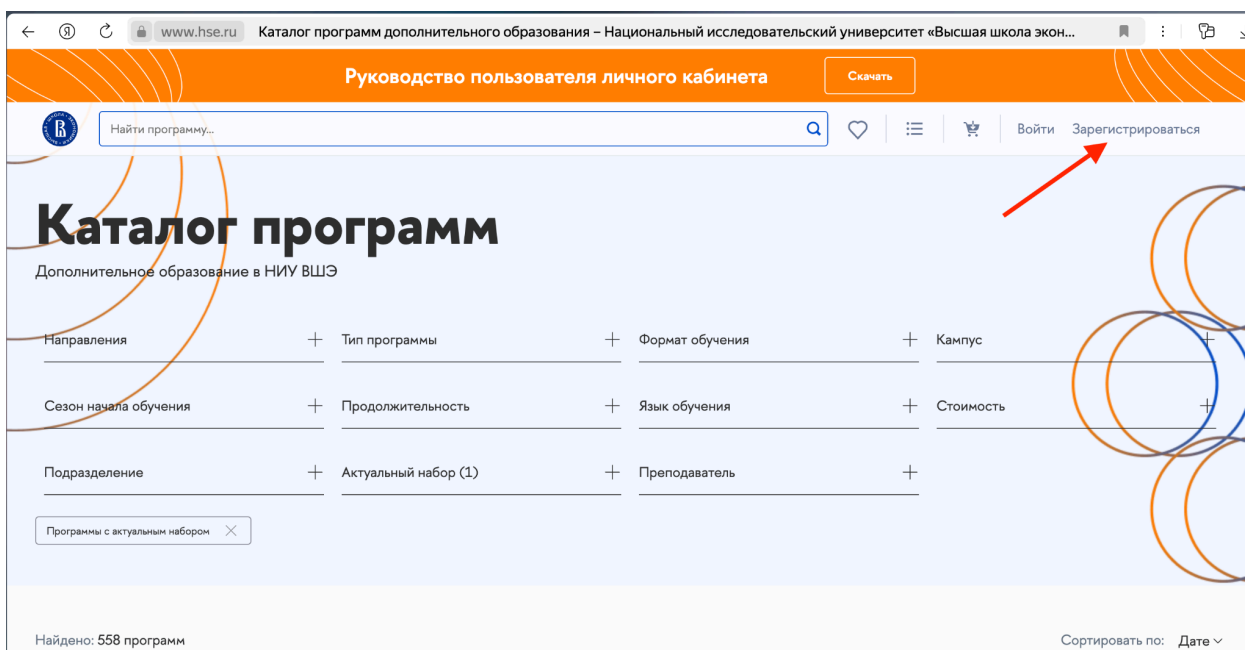 www.hse.ru Каталог программ дополнительного образования – Национальный исследовательский университет «Высшая школа экон...
Руководство пользователя личного кабинета Скачать
Найти программу... Войти Зарегистрироваться
Каталог программ
Дополнительное образование в НИУ ВШЭ
Направления Тип программы Формат обучения Кампус
Сезон начала обучения Продолжительность Язык обучения Стоимость
Подразделение Актуальный набор (1) Преподаватель
Программы с актуальным набором
Найдено: 558 программ Сортировать по: Дате